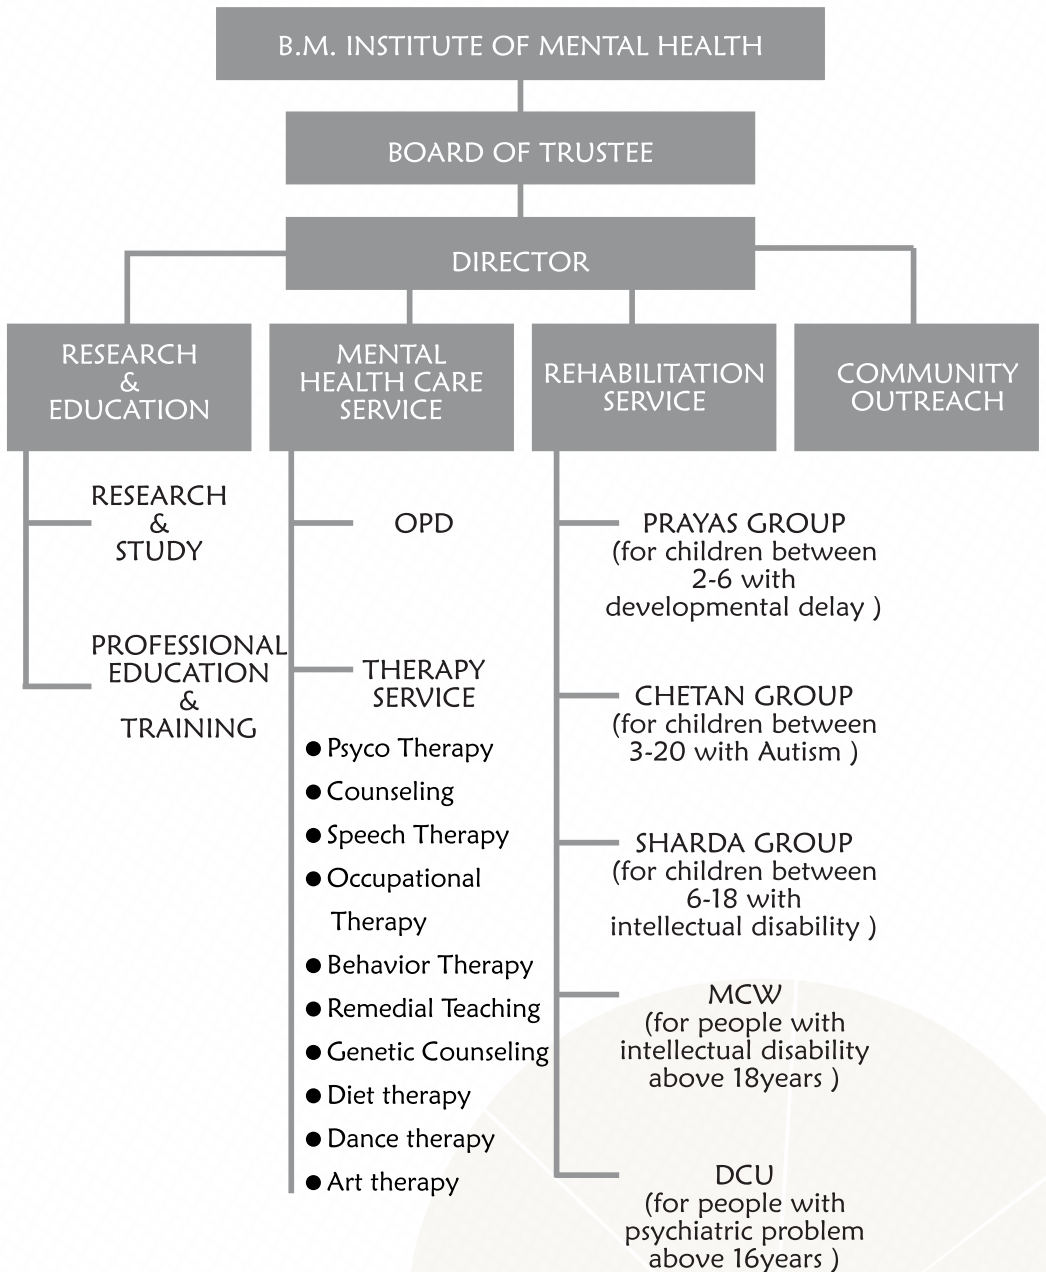 B.M. INSTITUTE OF MENTAL HEALTH
BOARD OF TRUSTEE
DIRECTOR
RESEARCH
&
EDUCATION
MENTAL
HEALTH CARE
SERVICE
REHABILITATION
SERVICE
COMMUNITY
OUTREACH
RESEARCH
&
STUDY
PROFESSIONAL
EDUCATION
&
TRAINING
OPD
THERAPY
SERVICE
● Psyco Therapy
● Counseling
● Speech Therapy
● Occupational
Therapy
● Behavior Therapy
● Remedial Teaching
● Genetic Counseling
● Diet therapy
● Dance therapy
● Art therapy
PRAYAS GROUP
(for children between
2-6 with
developmental delay )
CHETAN GROUP
(for children between
3-20 with Autism )
SHARDA GROUP
(for children between
6-18 with
intellectual disability )
MCW
(for people with
intellectual disability
above 18years )
DCU
(for people with
psychiatric problem
above 16years )